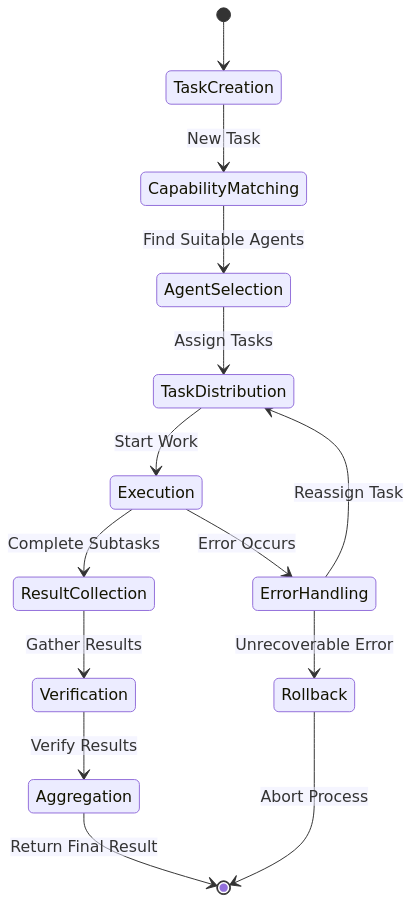 TaskCreation
New Task
CapabilityMatching
Find Suitable Agents
AgentSelection
Assign Tasks
TaskDistribution
Start Work
Execution
Reassign Task
Complete Subtasks
Error Occurs
ResultCollection
ErrorHandling
Gather Results
Unrecoverable Error
Verification
Rollback
Verify Results
Aggregation
Abort Process
Return Final Result